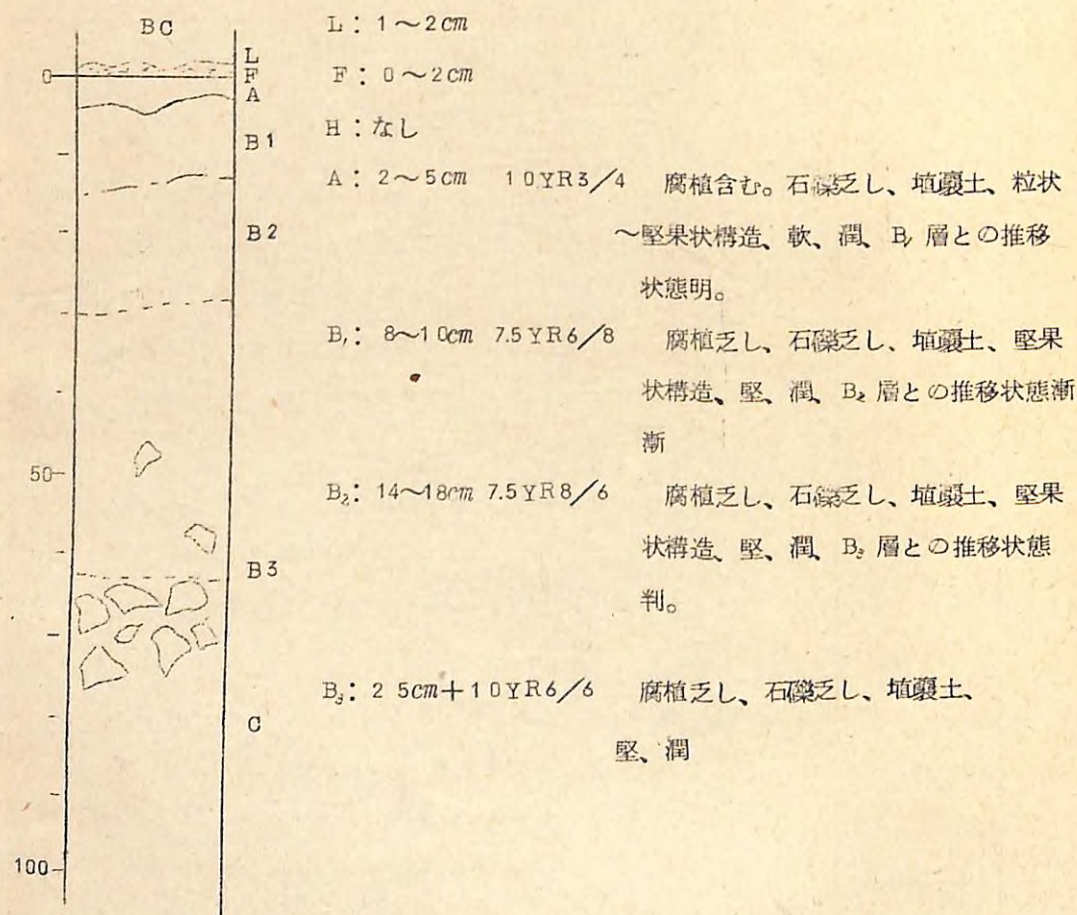 BC
L
F
A
B1
B2
B3
C
0
50
100
L：1～2cm
F：0～2cm
H：なし
A：2～5cm 10YR3/4 腐植含む。石礫乏し、埴壌土、粒状
～堅果状構造、軟、潤、B₁層との推移
状態明。
B₁：8～10cm 7.5YR6/8 腐植乏し、石礫乏し、埴壌土、堅果
状構造、堅、潤、B₂層との推移状態漸
漸
B₂：14～18cm 7.5YR8/6 腐植乏し、石礫乏し、埴壌土、堅果
状構造、堅、潤、B₃層との推移状態
判。
B₃：25cm＋10YR6/6 腐植乏し、石礫乏し、埴壌土、
堅、潤